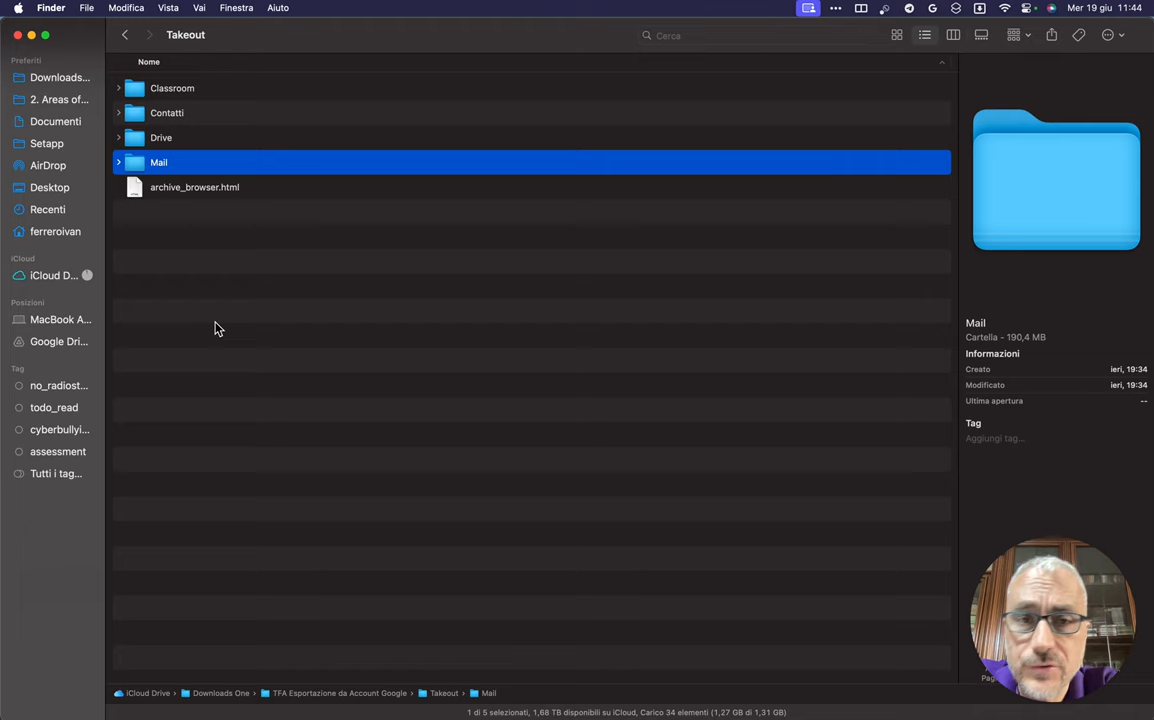 Finder File Modifica Vista Vai Finestra Aiuto
Mer 19 giu 11:44
Takeout
Cerca
Preferiti
Downloads...
2. Areas of...
Documenti
Setapp
AirDrop
Desktop
Recenti
ferreroivan
iCloud
iCloud D...
Posizioni
MacBook A...
Google Dri...
Tag
no_radiost...
todo_read
cyberbullyi...
assessment
Tutti i tag...
Nome
Classroom
Contatti
Drive
Mail
archive_browser.html
Mail
Cartella - 190,4 MB
Informazioni
Creato ieri, 19:34
Modificato ieri, 19:34
Ultima apertura --
Tag
Aggiungi tag...
iCloud Drive › Downloads One › TFA Esportazione da Account Google › Takeout › Mail
1 di 5 selezionati, 1,68 TB disponibili su iCloud, Carico 34 elementi (1,27 GB di 1,31 GB)